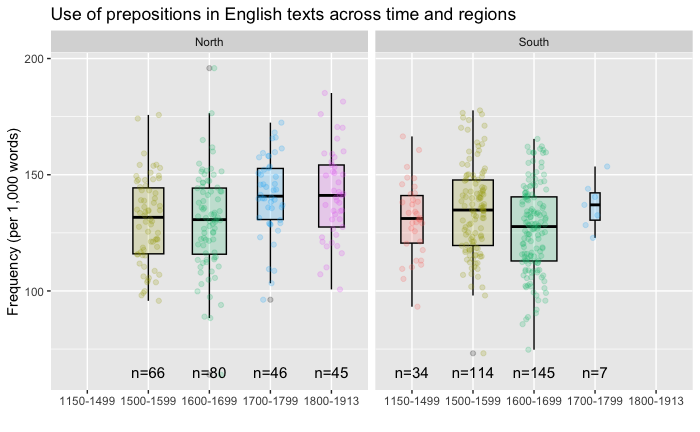 Use of prepositions in English texts across time and regions
North South
Frequency (per 1,000 words)
200
150
100
n=66 n=80 n=46 n=45 n=34 n=114 n=145 n=7
1150-1499 1500-1599 1600-1699 1700-1799 1800-1913 1150-1499 1500-1599 1600-1699 1700-1799 1800-1913